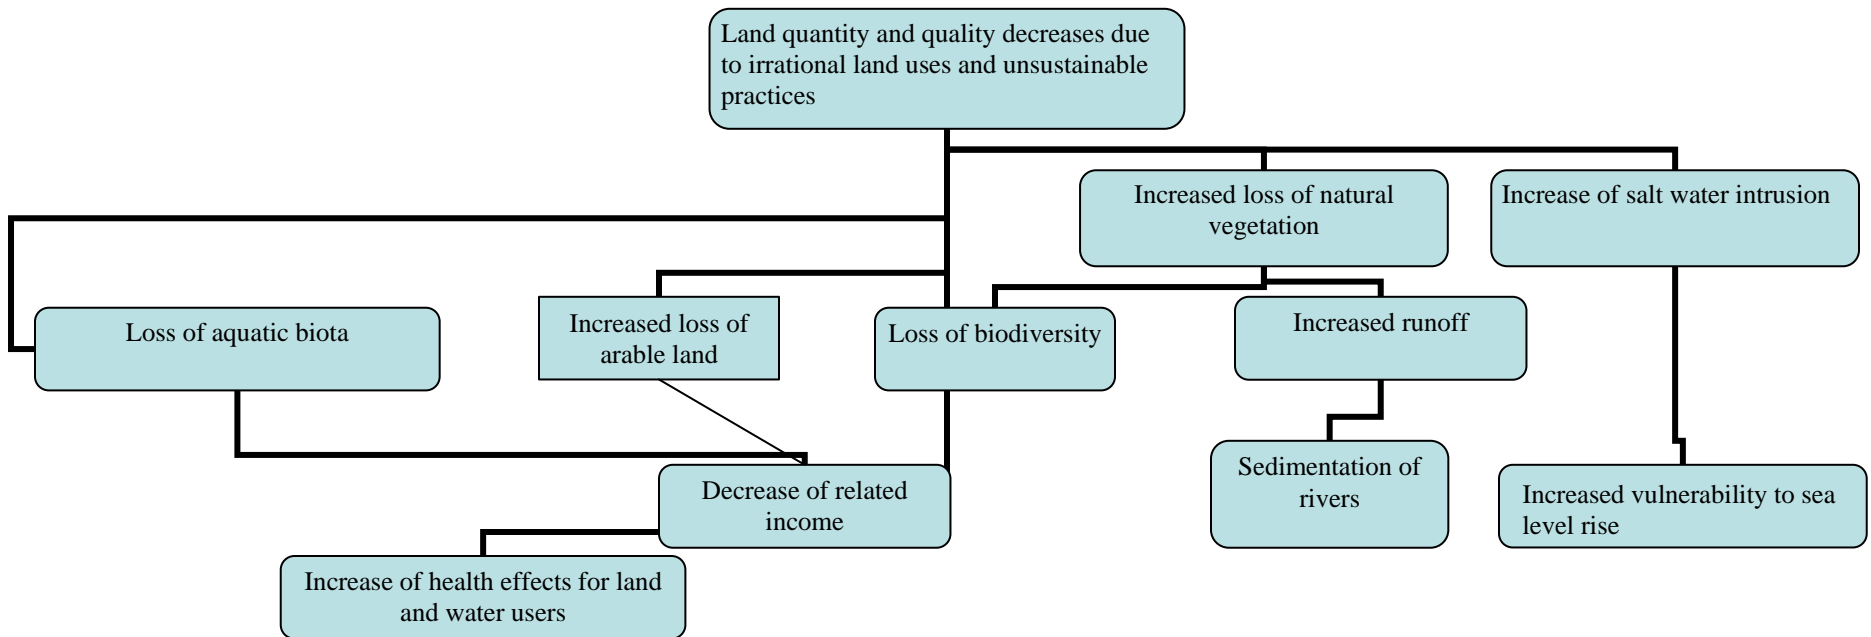 Land quantity and quality decreases due
to irrational land uses and unsustainable
practices
Increased loss of natural
vegetation
Increase of salt water intrusion
Loss of aquatic biota
Increased loss of
arable land
Loss of biodiversity
Increased runoff
Decrease of related
income
Sedimentation of
rivers
Increased vulnerability to sea
level rise
Increase of health effects for land
and water users